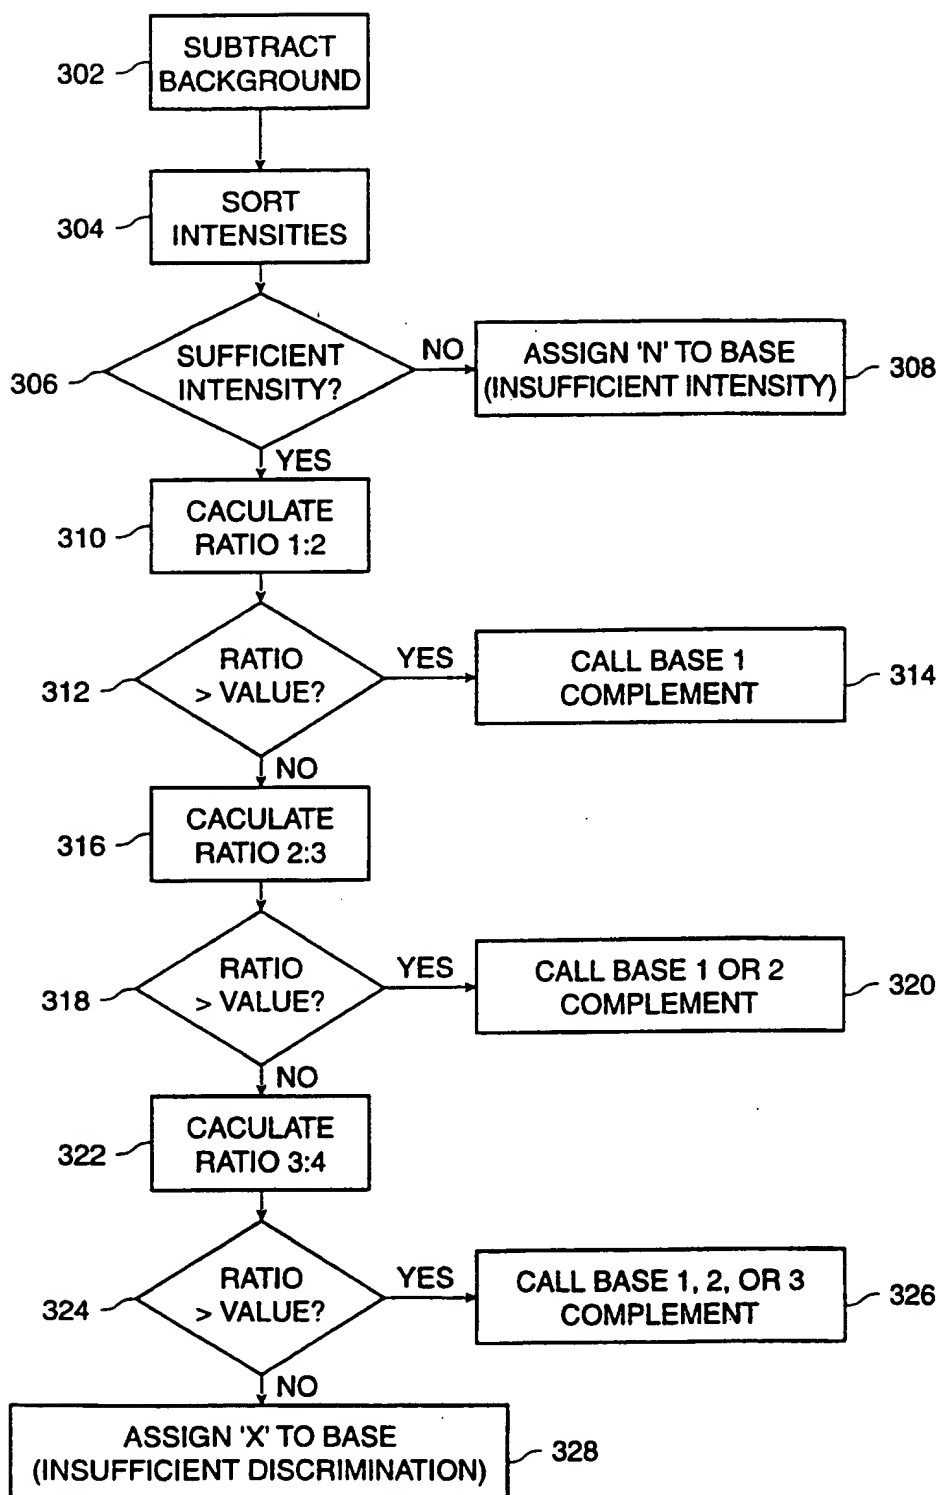 302
SUBTRACT
BACKGROUND
304
SORT
INTENSITIES
306
SUFFICIENT
INTENSITY?
NO
ASSIGN 'N' TO BASE
(INSUFFICIENT INTENSITY)
308
YES
310
CACULATE
RATIO 1:2
312
RATIO
> VALUE?
YES
CALL BASE 1
COMPLEMENT
314
NO
316
CACULATE
RATIO 2:3
318
RATIO
> VALUE?
YES
CALL BASE 1 OR 2
COMPLEMENT
320
NO
322
CACULATE
RATIO 3:4
324
RATIO
> VALUE?
YES
CALL BASE 1, 2, OR 3
COMPLEMENT
326
NO
ASSIGN 'X' TO BASE
(INSUFFICIENT DISCRIMINATION)
328